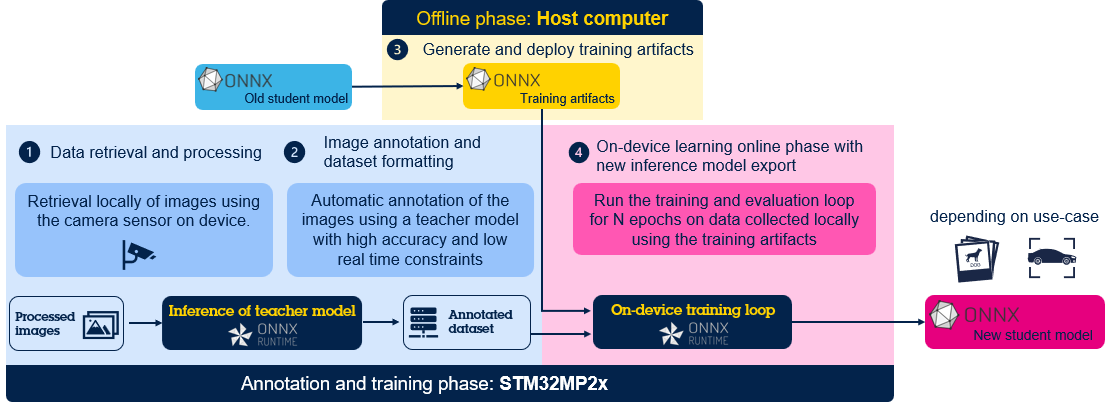 Offline phase: Host computer
3 Generate and deploy training artifacts
ONNX
Old student model
ONNX
Training artifacts
1 Data retrieval and processing
2 Image annotation and
dataset formatting
4 On-device learning online phase with
new inference model export
Retrieval locally of images using
the camera sensor on device.
Automatic annotation of the
images using a teacher model
with high accuracy and low
real time constraints
Run the training and evaluation loop
for N epochs on data collected locally
using the training artifacts
depending on use-case
DOG
Processed
images
Inference of teacher model
ONNX
RUNTIME
Annotated
dataset
On-device training loop
ONNX
RUNTIME
ONNX
New student model
Annotation and training phase: STM32MP2x